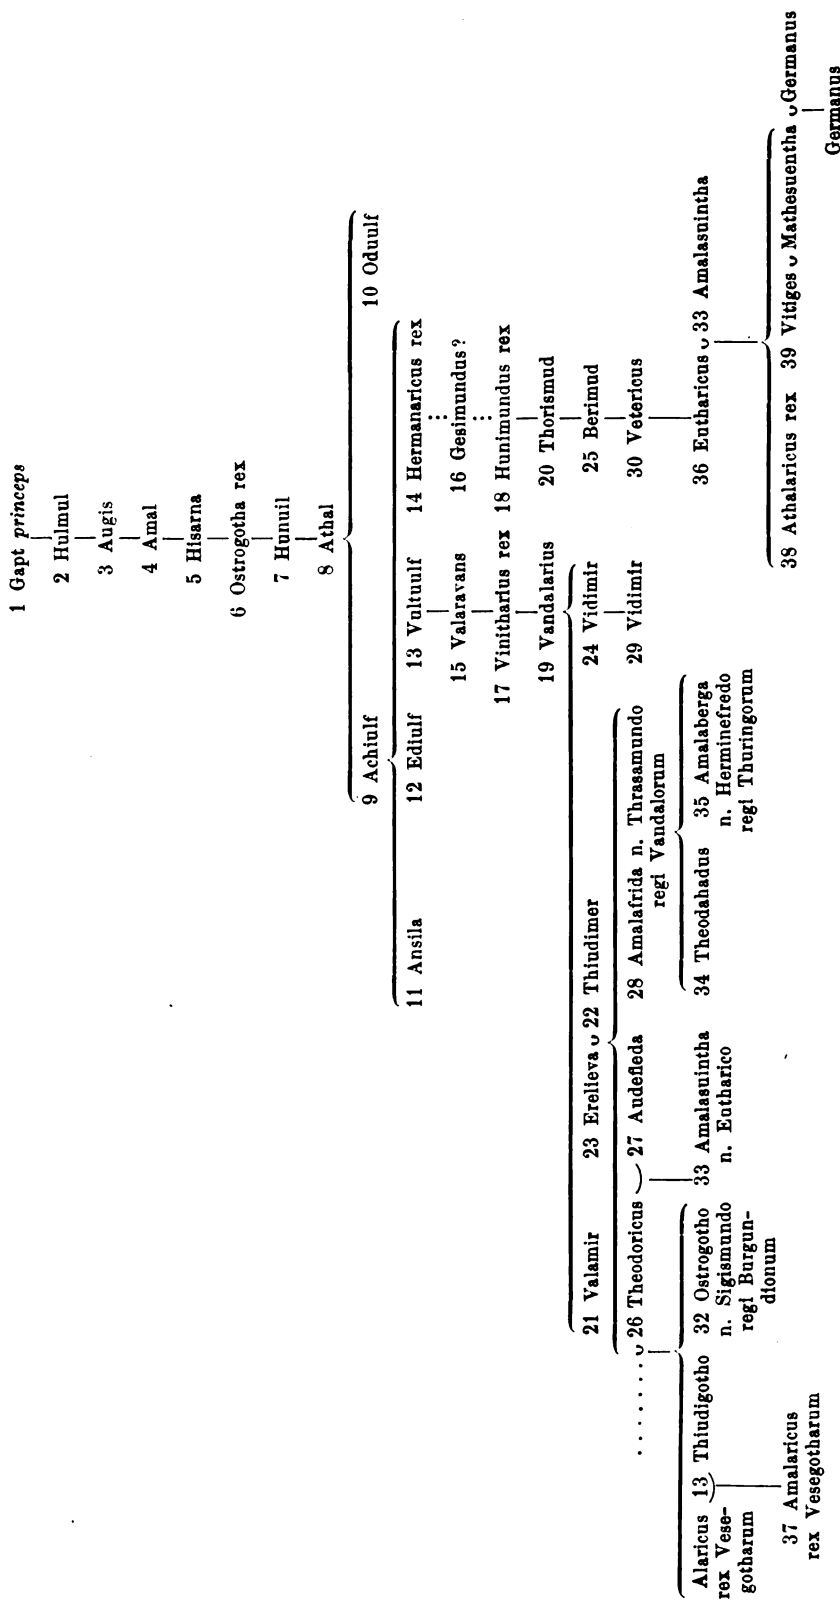 1 Gapt princeps
2 Hulmul
3 Augis
4 Amal
5 Hisarna
6 Ostrogotha rex
7 Hunuil
8 Athal
9 Achiulf 10 Oduulf
11 Ansila 12 Ediulf 13 Vultuulf 14 Hermanaricus rex
15 Valaravans 16 Gesimundus?
17 Vinitharius rex 18 Hunimundus rex
19 Vandalarius 20 Thorismud
21 Valamir 23 Erelieva ᴗ 22 Thiudimer 24 Vidimir 25 Berimud
........ ᴗ 26 Theodoricus ⏝ 27 Audefleda 28 Amalafrida n. Thrasamundo 29 Vidimir 30 Vetericus
regi Vandalorum
Alaricus 13 Thiudigotho 32 Ostrogotho 33 Amalasuintha 34 Theodahadus 35 Amalaberga 36 Eutharicus ᴗ 33 Amalasuintha
rex Vese- n. Sigismundo n. Eutharico n. Herminefredo
gotharum regi Burgun- regi Thuringorum
dionum
37 Amalaricus 38 Athalaricus rex 39 Vitiges ᴗ Mathesuentha ᴗ Germanus
rex Vesegotharum
Germanus